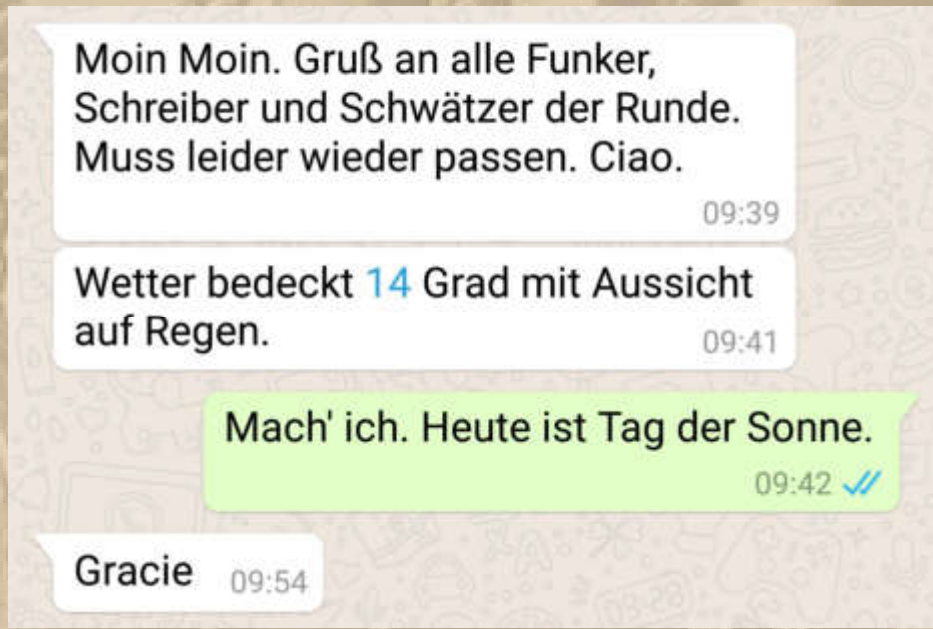 Moin Moin. Gruß an alle Funker,
Schreiber und Schwätzer der Runde.
Muss leider wieder passen. Ciao.
09:39
Wetter bedeckt 14 Grad mit Aussicht
auf Regen.
09:41
Mach' ich. Heute ist Tag der Sonne.
09:42
Gracie 09:54